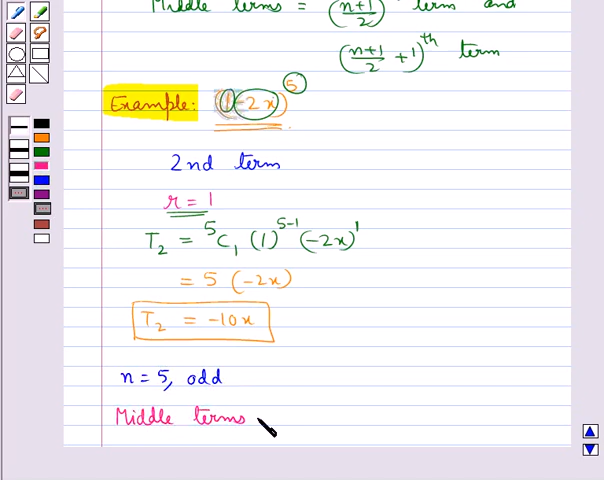 Middle terms = (n+1/2) term and
(n+1/2 + 1)^th term
Example: (1-2x)^5
2nd term
r = 1
T₂ = ⁵C₁ (1)^5-1 (-2x)^1
= 5 (-2x)
T₂ = -10x
n = 5, odd
Middle terms